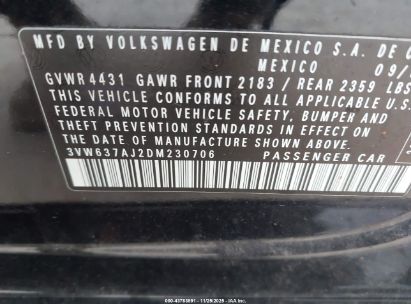 MFD BY VOLKSWAGEN DE MEXICO S.A. DE C
MEXICO 09/
GVWR 4431 GAWR FRONT 2183 / REAR 2359 LBS
THIS VEHICLE CONFORMS TO ALL APPLICABLE U.S
FEDERAL MOTOR VEHICLE SAFETY, BUMPER AND
THEFT PREVENTION STANDARDS IN EFFECT ON
THE DATE OF MANUFACTURE SHOWN ABOVE.
3VW637AJ2DM230706 PASSENGER CAR